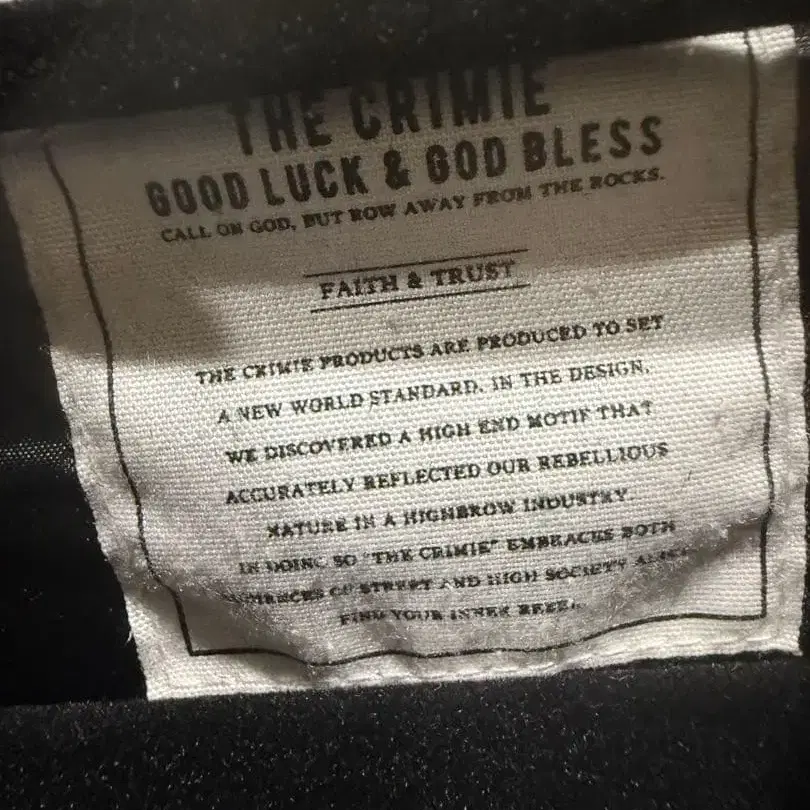 THE CRIMIE
GOOD LUCK & GOD BLESS
CALL ON GOD, BUT ROW AWAY FROM THE ROCKS.
FAITH & TRUST
THE CRIMIE PRODUCTS ARE PRODUCED TO SET
A NEW WORLD STANDARD. IN THE DESIGN,
WE DISCOVERED A HIGH END MOTIF THAT
ACCURATELY REFLECTED OUR REBELLIOUS
NATURE IN A HIGHBROW INDUSTRY.
IN DOING SO "THE CRIMIE" EMBRACES BOTH
OF STREET AND HIGH SOCIETY
FIND YOUR INNER REBEL.